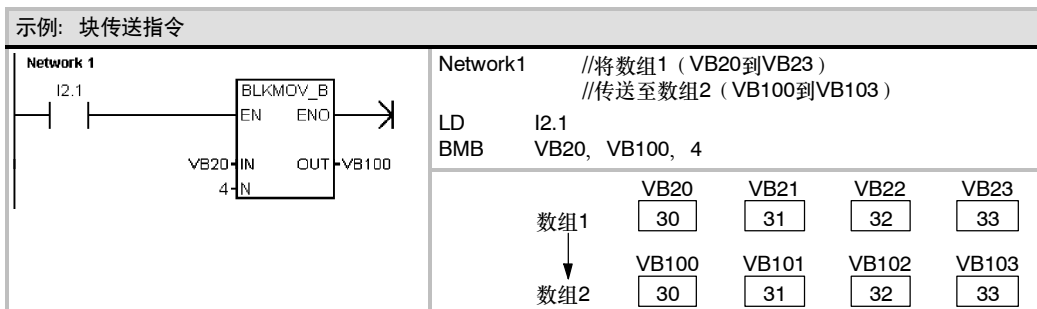 示例: 块传送指令
Network 1
I2.1
BLKMOV_B
EN ENO
VB20 IN OUT VB100
4 N
Network1 //将数组1（VB20到VB23）
//传送至数组2（VB100到VB103）
LD I2.1
BMB VB20, VB100, 4
VB20 VB21 VB22 VB23
数组1 30 31 32 33
VB100 VB101 VB102 VB103
数组2 30 31 32 33